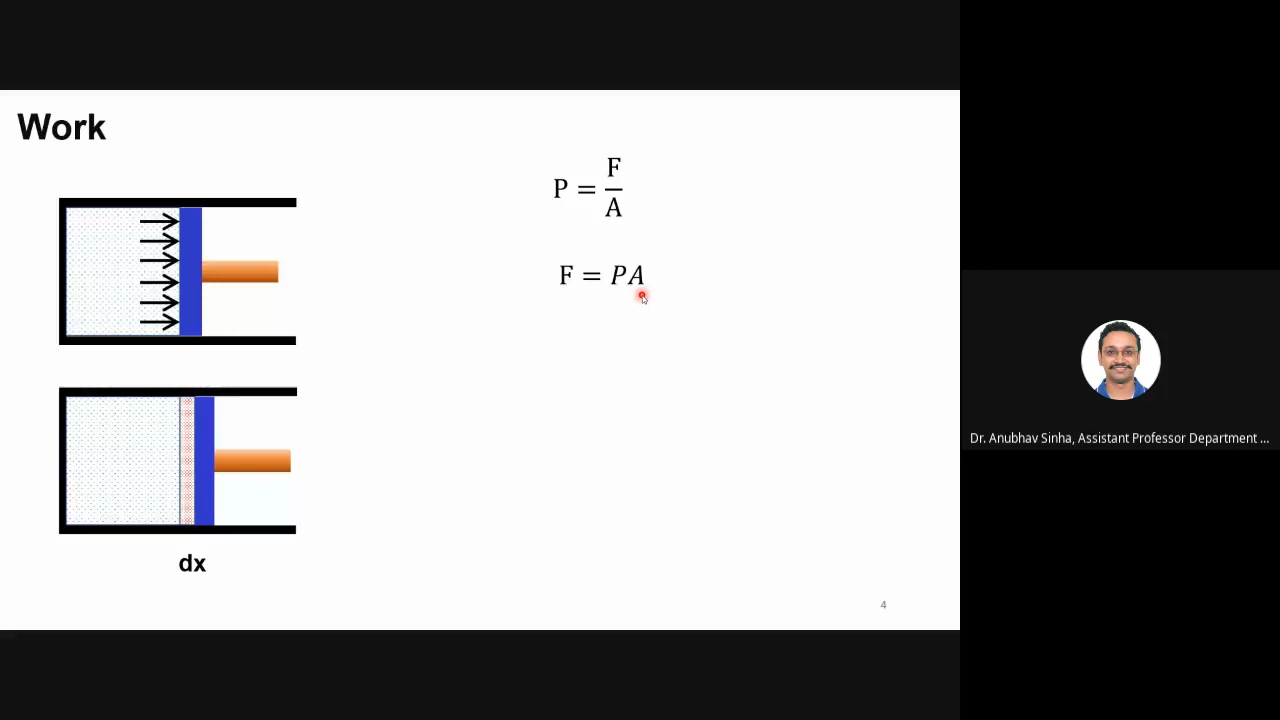 Work
P = F/A
F = PA
dx
4
Dr. Anubhav Sinha, Assistant Professor Department ...